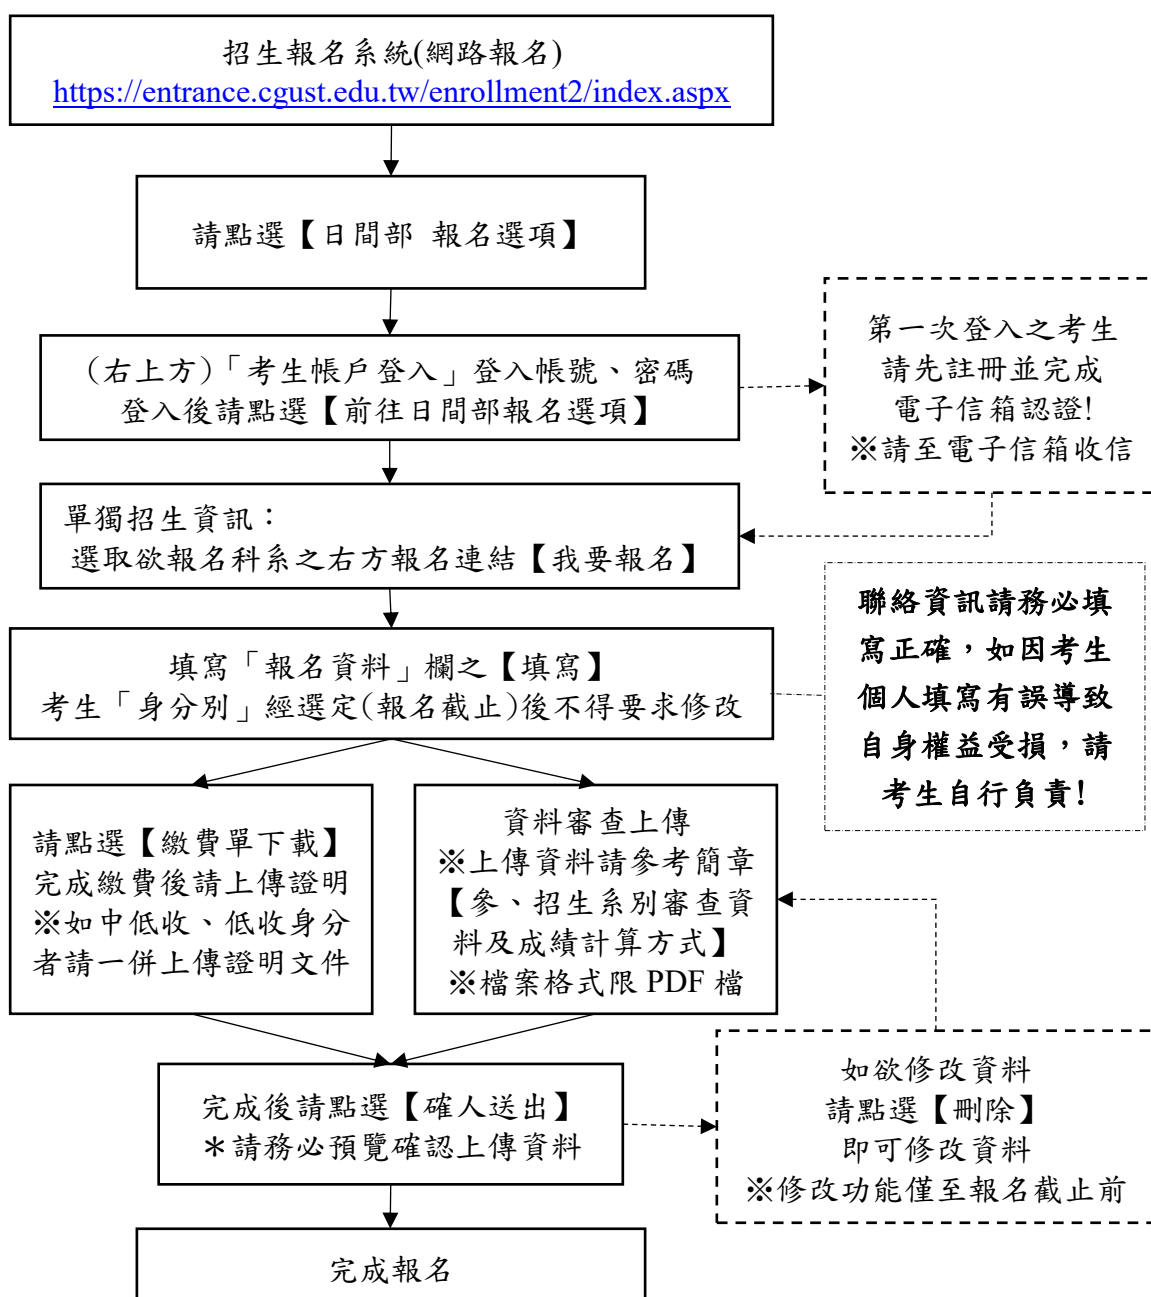 招生報名系統(網路報名)
https://entrance.cgust.edu.tw/enrollment2/index.aspx
請點選【日間部 報名選項】
(右上方)「考生帳戶登入」登入帳號、密碼
登入後請點選【前往日間部報名選項】
第一次登入之考生
請先註冊並完成
電子信箱認證!
※請至電子信箱收信
單獨招生資訊：
選取欲報名科系之右方報名連結【我要報名】
填寫「報名資料」欄之【填寫】
考生「身分別」經選定(報名截止)後不得要求修改
聯絡資訊請務必填
寫正確，如因考生
個人填寫有誤導致
自身權益受損，請
考生自行負責!
請點選【繳費單下載】
完成繳費後請上傳證明
※如中低收、低收身分
者請一併上傳證明文件
資料審查上傳
※上傳資料請參考簡章
【參、招生系別審查資
料及成績計算方式】
※檔案格式限 PDF 檔
完成後請點選【確人送出】
＊請務必預覽確認上傳資料
如欲修改資料
請點選【刪除】
即可修改資料
※修改功能僅至報名截止前
完成報名